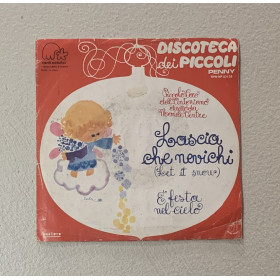 DISCOTECA
dei PICCOLI
PENNY
Piccolo Coro
dell'Antoniano
diretto da
Mariele Ventre
Lascia
che nevichi
(Let it snow)
E' festa
nel cielo